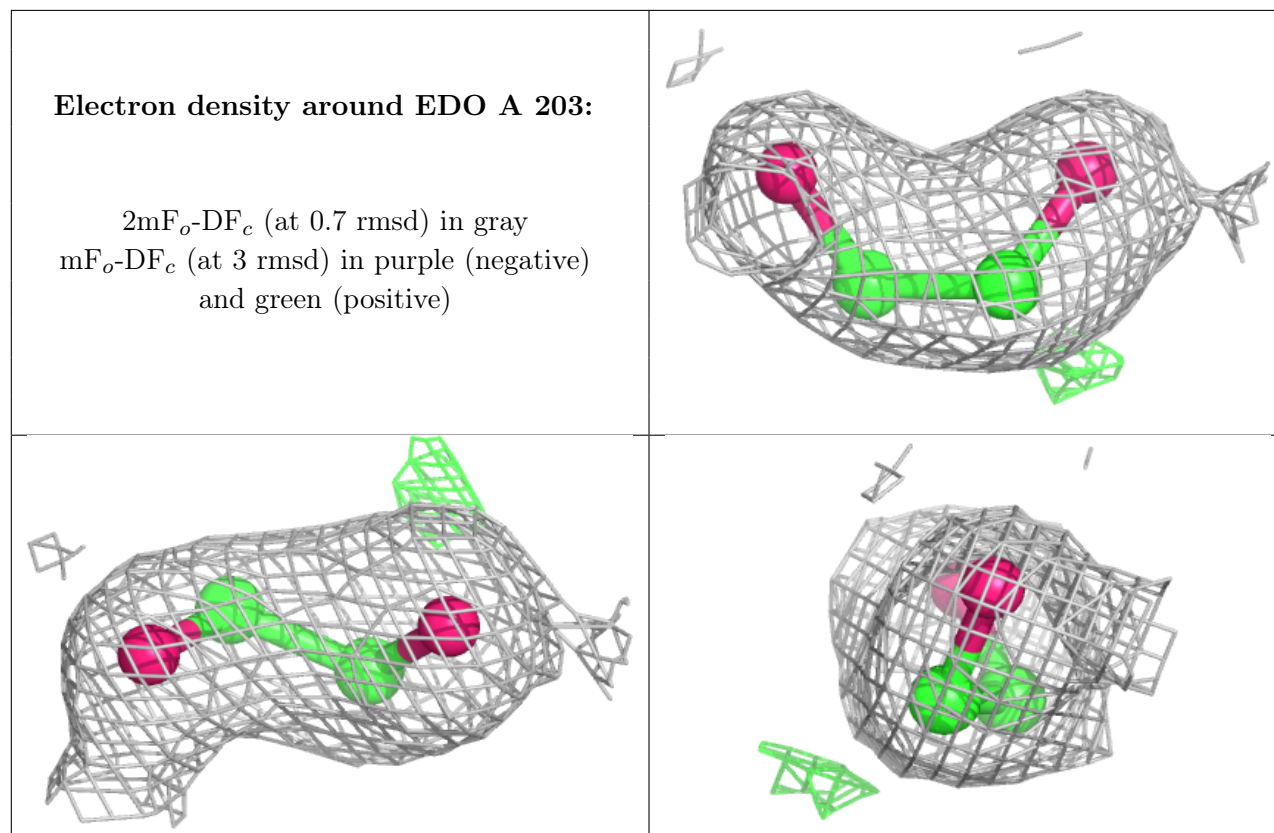 Electron density around EDO A 203:
2mFo-DFc (at 0.7 rmsd) in gray
mFo-DFc (at 3 rmsd) in purple (negative)
and green (positive)